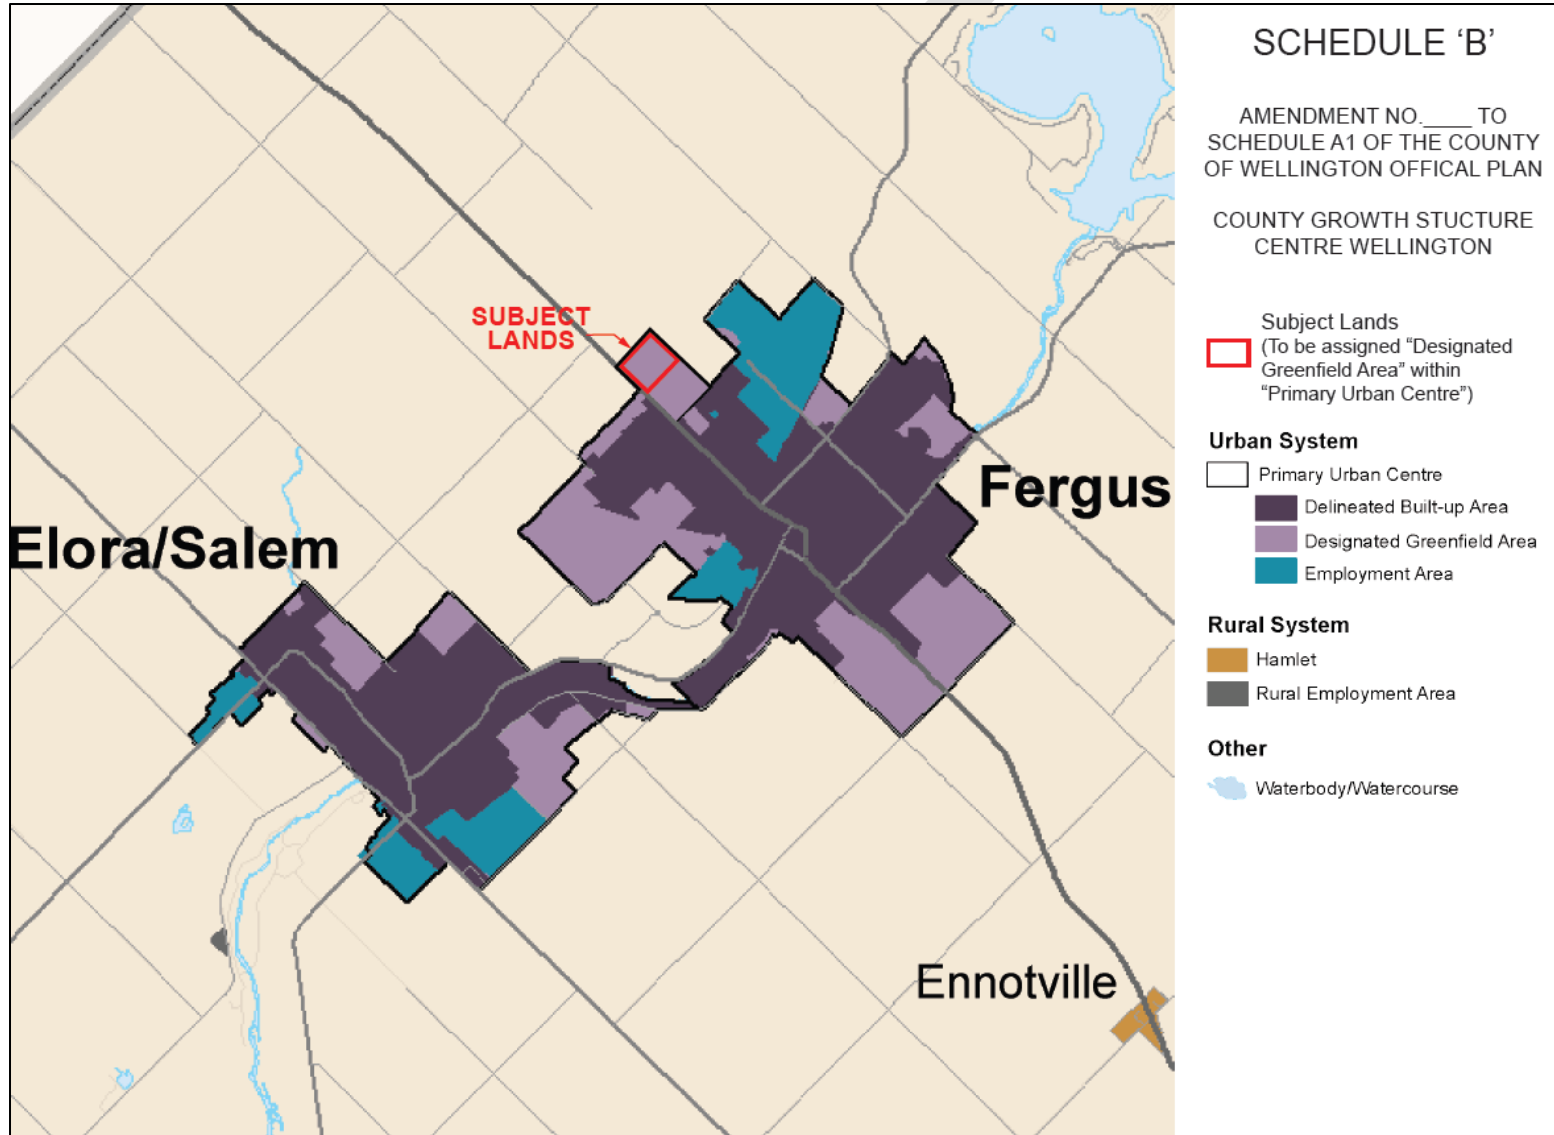 SCHEDULE ‘B’
AMENDMENT NO.____ TO
SCHEDULE A1 OF THE COUNTY
OF WELLINGTON OFFICAL PLAN
COUNTY GROWTH STUCTURE
CENTRE WELLINGTON
Subject Lands
(To be assigned “Designated
Greenfield Area” within
“Primary Urban Centre”)
Urban System
Primary Urban Centre
Delineated Built-up Area
Designated Greenfield Area
Employment Area
Rural System
Hamlet
Rural Employment Area
Other
Waterbody/Watercourse
SUBJECT
LANDS
Fergus
Elora/Salem
Ennotville